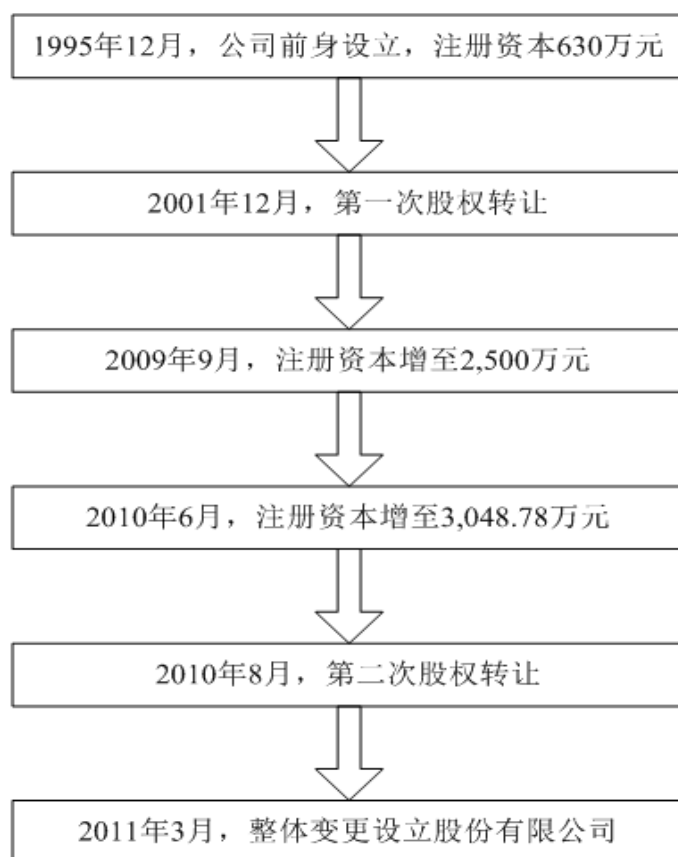 1995年12月，公司前身设立，注册资本630万元
2001年12月，第一次股权转让
2009年9月，注册资本增至2,500万元
2010年6月，注册资本增至3,048.78万元
2010年8月，第二次股权转让
2011年3月，整体变更设立股份有限公司